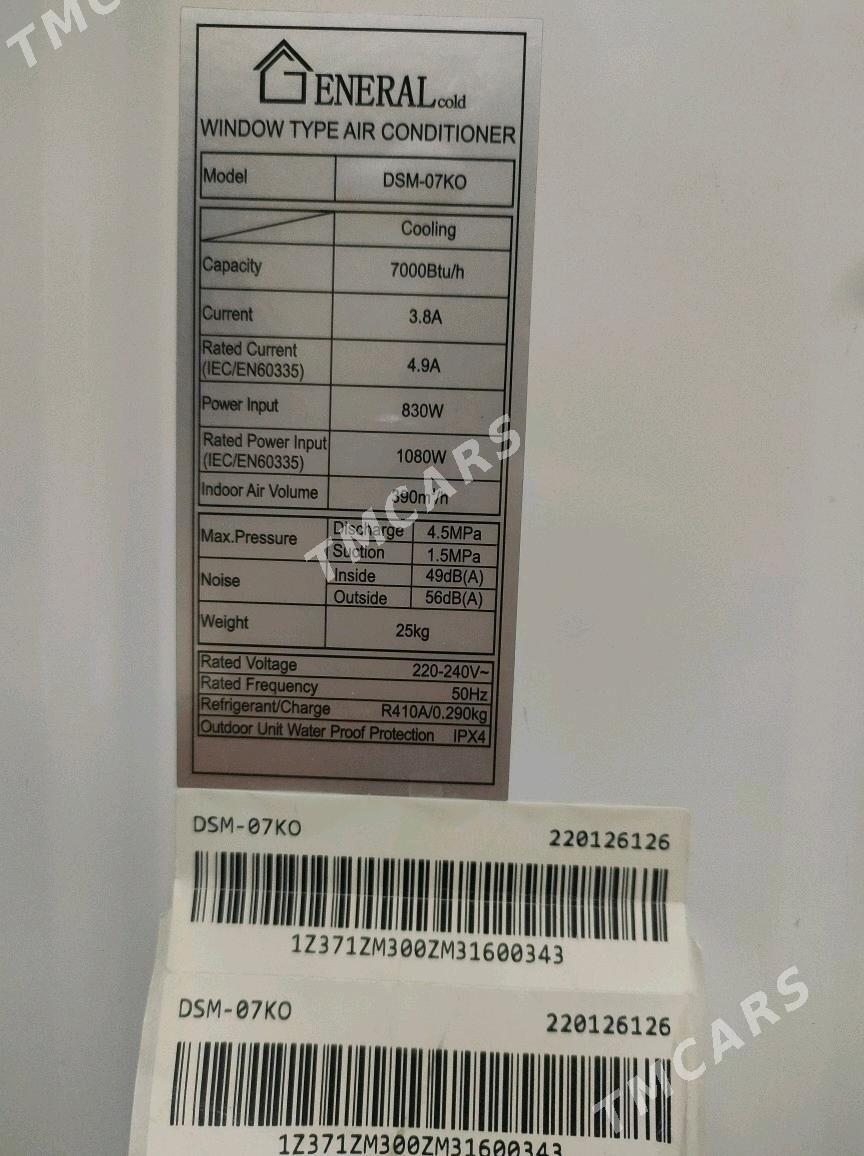 TMC
GENERAL cold
WINDOW TYPE AIR CONDITIONER
Model DSM-07KO
Cooling
Capacity 7000Btu/h
Current 3.8A
Rated Current
(IEC/EN60335) 4.9A
Power Input 830W
Rated Power Input
(IEC/EN60335) 1080W
Indoor Air Volume 390m³/h
TMCARS
Max.Pressure Discharge 4.5MPa
Suction 1.5MPa
Noise Inside 49dB(A)
Outside 56dB(A)
Weight 25kg
Rated Voltage 220-240V~
Rated Frequency 50Hz
Refrigerant/Charge R410A/0.290kg
Outdoor Unit Water Proof Protection IPX4
DSM-07KO 220126126
1Z371ZM300ZM31600343
DSM-07KO 220126126
TMCARS
1Z371ZM300ZM31600343